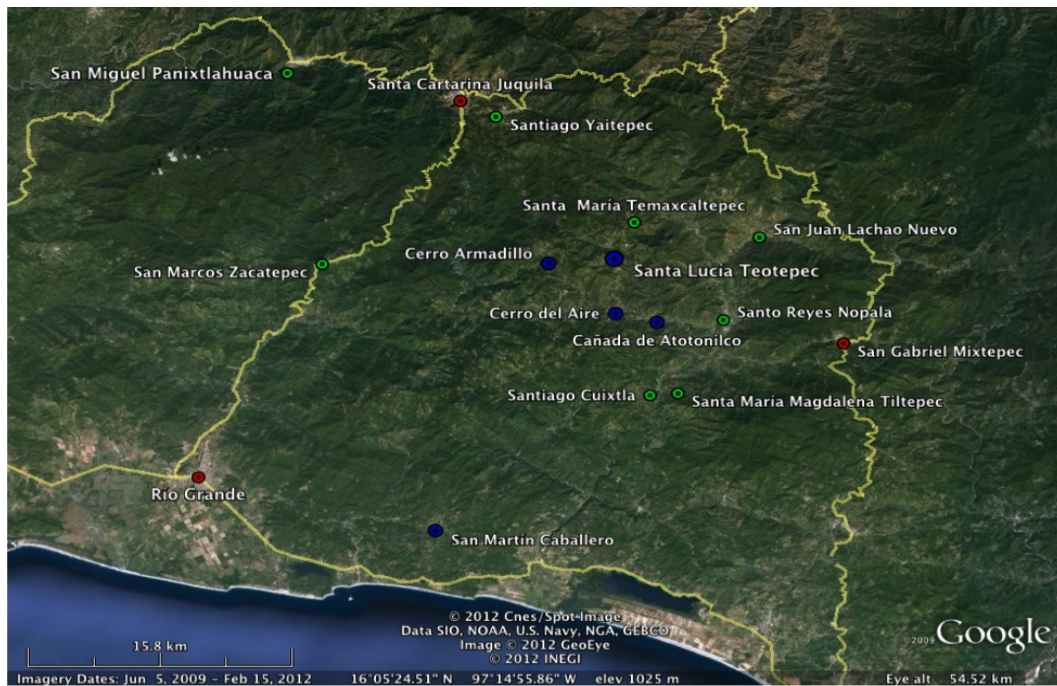 San Miguel Panixtlahuaca
Santa Cartarina Juquila
Santiago Yaitepec
Santa María Temaxcaltepec
San Juan Lachao Nuevo
Cerro Armadillo
San Marcos Zacatepec
Santa Lucía Teotepec
Cerro del Aire
Santo Reyes Nopala
Cañada de Atotonilco
San Gabriel Mixtepec
Santiago Cuixtla
Santa María Magdalena Tiltepec
Río Grande
San Martín Caballero
© 2012 Cnes/Spot Image
Data SIO, NOAA, U.S. Navy, NGA, GEBCO
Image © 2012 GeoEye
© 2012 INEGI
©2009 Google
15.8 km
Imagery Dates: Jun 5, 2009 - Feb 15, 2012 16°05'24.51" N 97°14'55.86" W elev 1025 m Eye alt 54.52 km